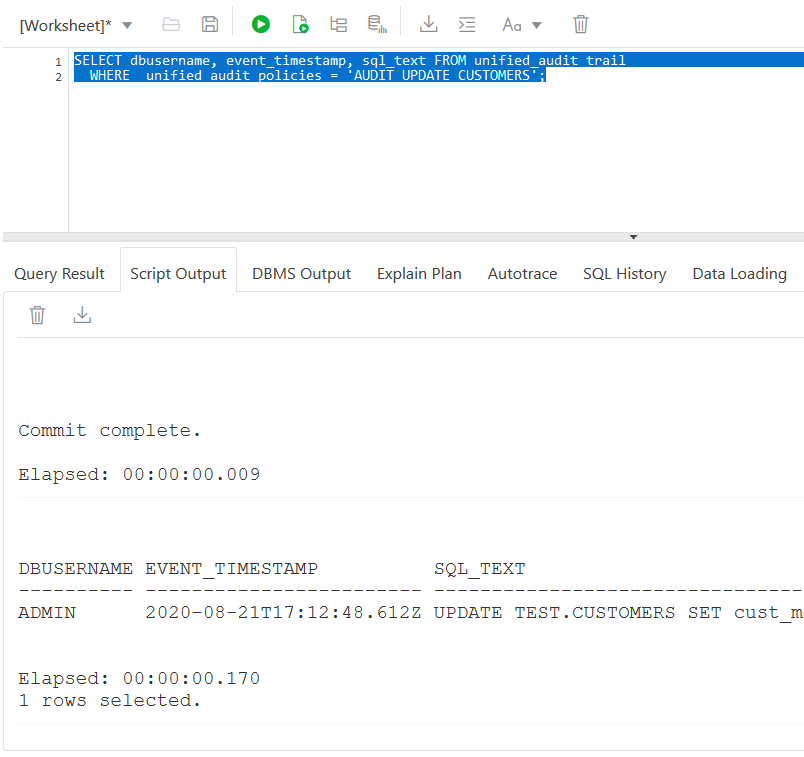 [Worksheet]*
Aa
1 SELECT dbusername, event_timestamp, sql_text FROM unified_audit_trail
2 WHERE unified_audit_policies = 'AUDIT_UPDATE_CUSTOMERS';
Query Result Script Output DBMS Output Explain Plan Autotrace SQL History Data Loading
Commit complete.
Elapsed: 00:00:00.009
DBUSERNAME EVENT_TIMESTAMP SQL_TEXT
---------- ------------------------ --------------------------------
ADMIN 2020-08-21T17:12:48.612Z UPDATE TEST.CUSTOMERS SET cust_m
Elapsed: 00:00:00.170
1 rows selected.